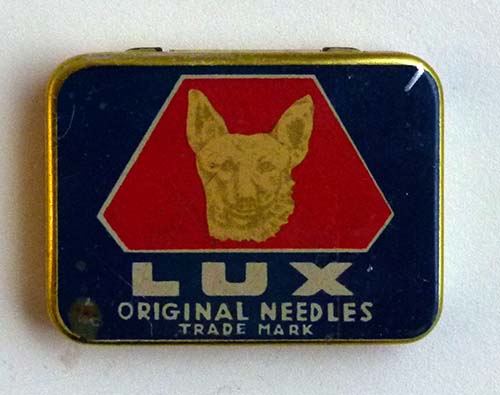 LUX
ORIGINAL NEEDLES
TRADE MARK